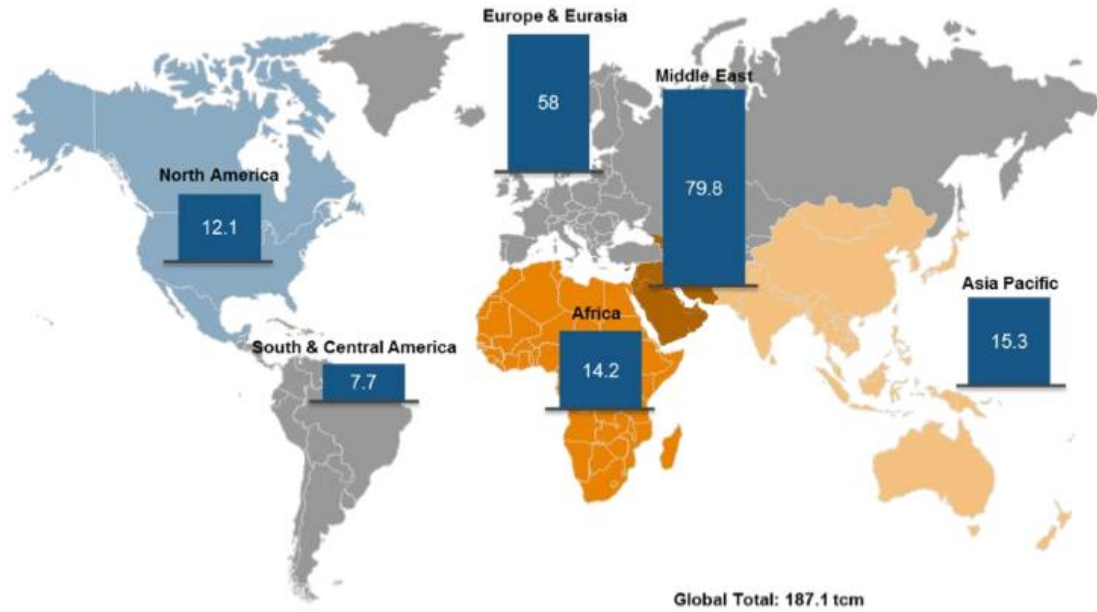 Europe & Eurasia
58
Middle East
79.8
North America
12.1
Asia Pacific
15.3
Africa
14.2
South & Central America
7.7
Global Total: 187.1 tcm